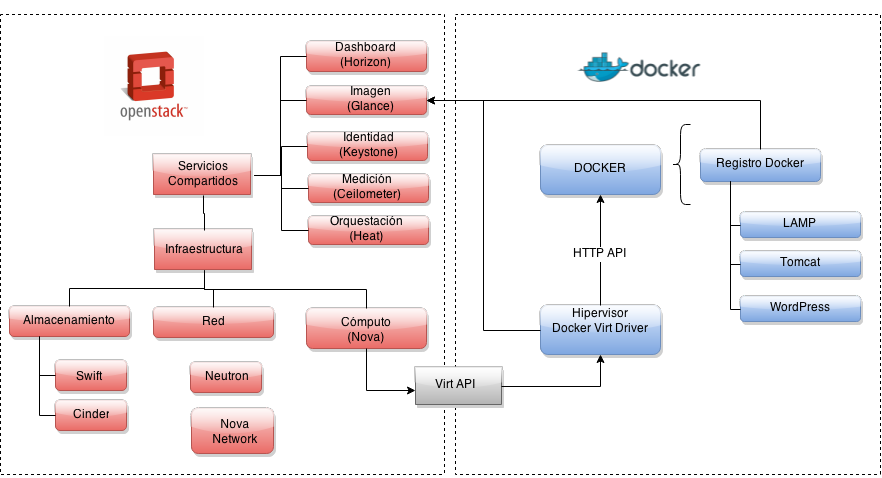 openstack™
Dashboard
(Horizon)
Imagen
(Glance)
Identidad
(Keystone)
Medición
(Ceilometer)
Orquestación
(Heat)
Servicios
Compartidos
Infraestructura
Almacenamiento
Red
Cómputo
(Nova)
Swift
Cinder
Neutron
Nova
Network
Virt API
docker
DOCKER
Registro Docker
LAMP
Tomcat
WordPress
HTTP API
Hipervisor
Docker Virt Driver